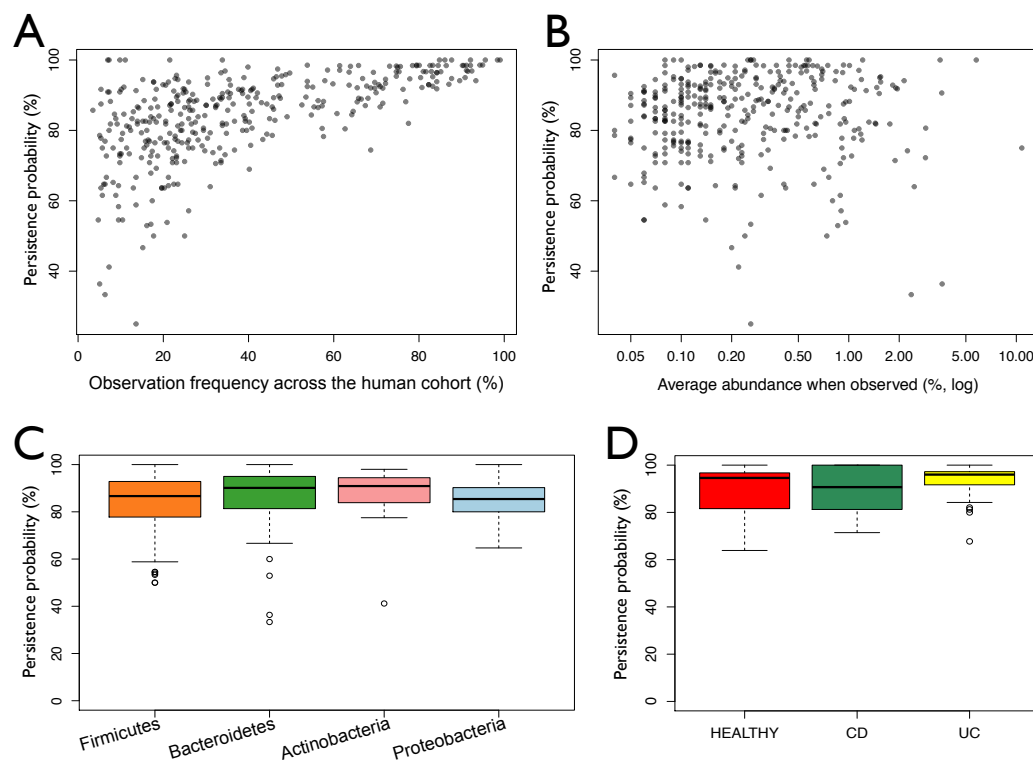 A
B
Persistence probability (%)
100
80
60
40
0
20
40
60
80
100
Observation frequency across the human cohort (%)
Persistence probability (%)
100
80
60
40
0.05
0.10
0.20
0.50
1.00
2.00
5.00
10.00
Average abundance when observed (%, log)
C
D
Persistence probability (%)
100
80
60
40
20
0
Firmicutes
Bacteroidetes
Actinobacteria
Proteobacteria
Persistence probability (%)
100
80
60
40
20
0
HEALTHY
CD
UC